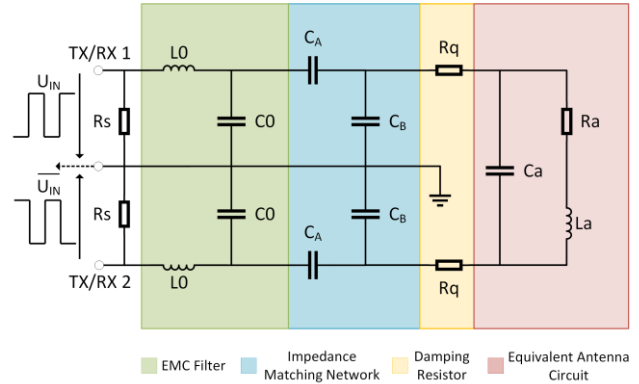 TX/RX 1
L0
C_A
Rq
U_IN
Rs
C0
C_B
Ra
Ca
U_IN
Rs
C0
C_B
La
TX/RX 2
L0
C_A
Rq
EMC Filter
Impedance
Matching Network
Damping
Resistor
Equivalent Antenna
Circuit